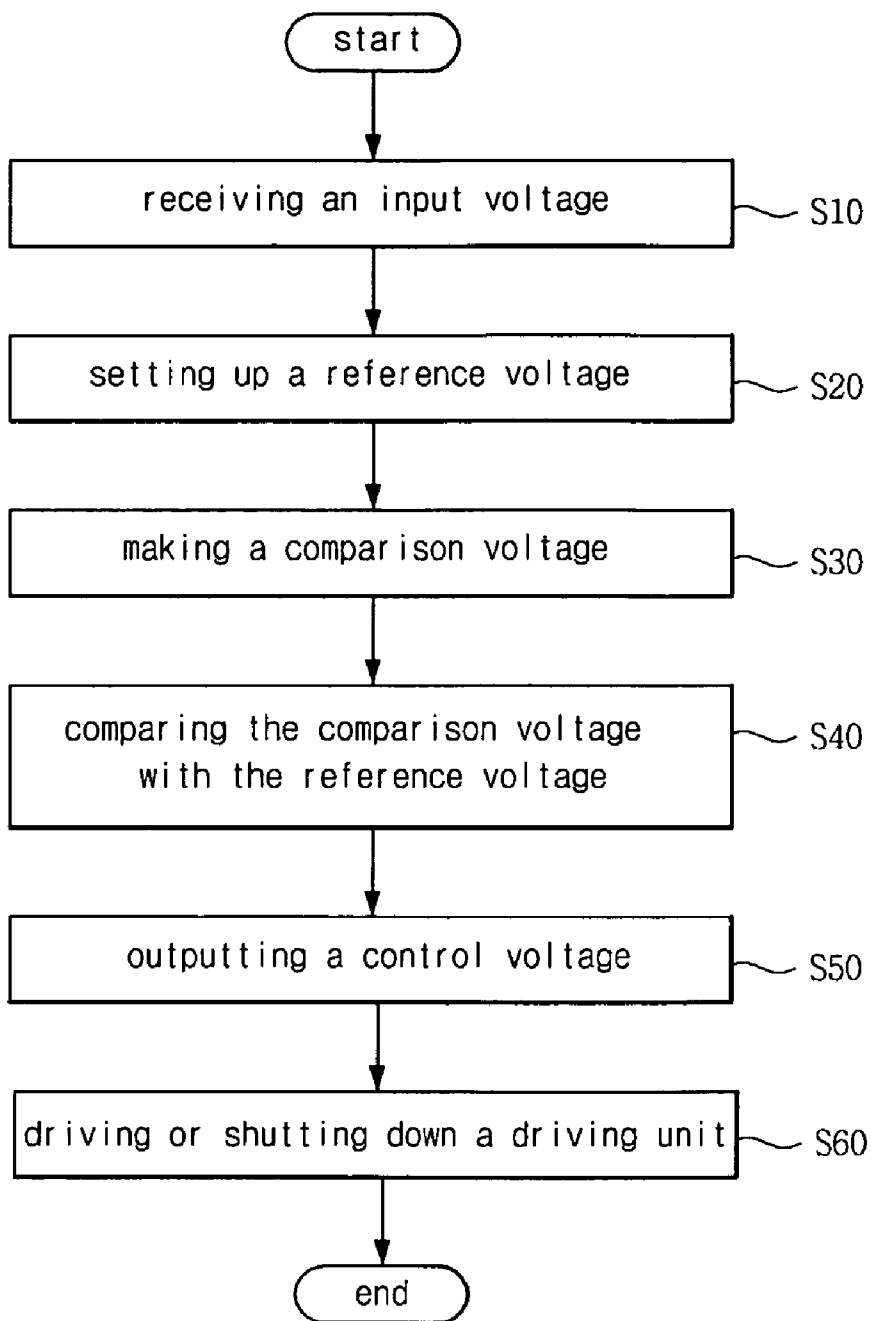 start
receiving an input voltage
S10
setting up a reference voltage
S20
making a comparison voltage
S30
comparing the comparison voltage
with the reference voltage
S40
outputting a control voltage
S50
driving or shutting down a driving unit
S60
end